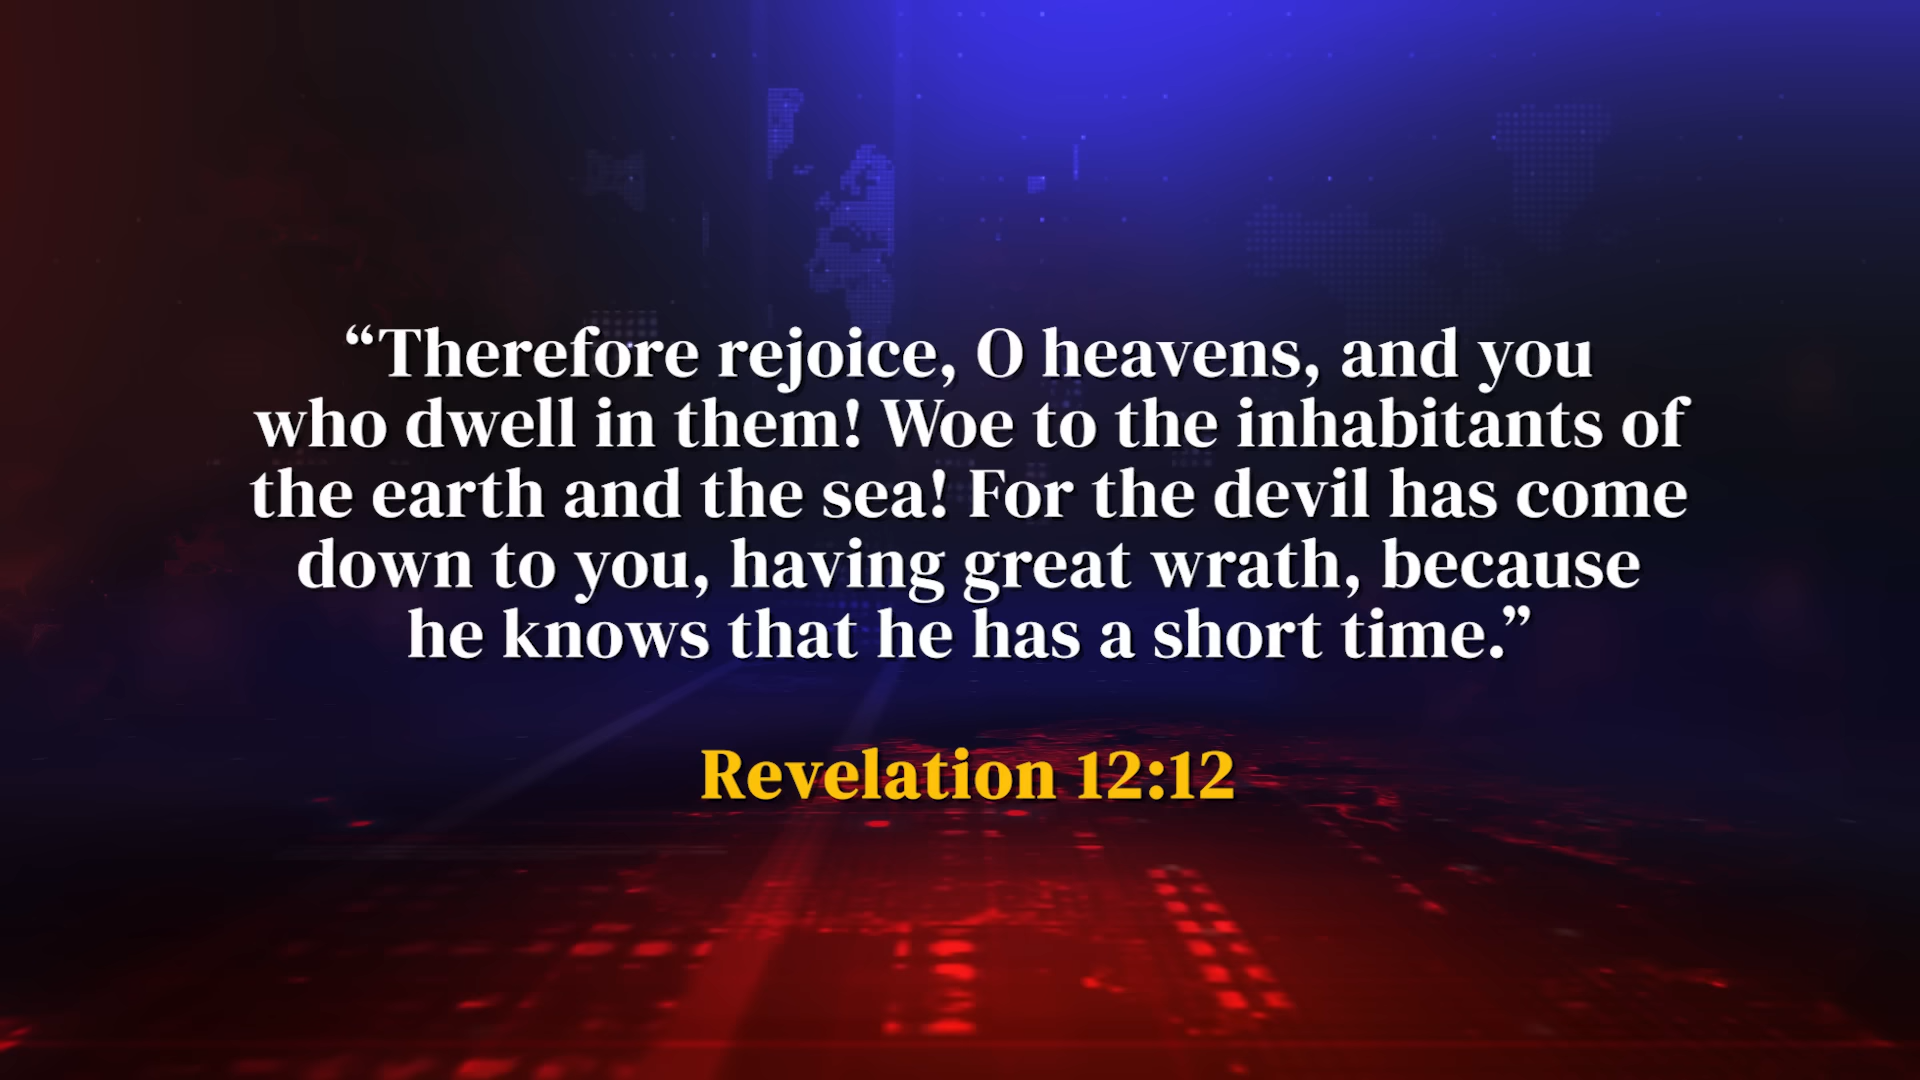 “Therefore rejoice, O heavens, and you
who dwell in them! Woe to the inhabitants of
the earth and the sea! For the devil has come
down to you, having great wrath, because
he knows that he has a short time.”
Revelation 12:12